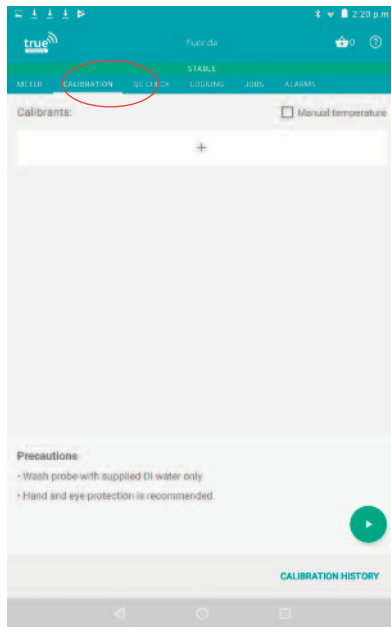 2:20 p.m.
true
fluoride
0
STABLE
METER CALIBRATION QC CHECK LOGGING JOBS ALARMS
Calibrants: Manual temperature
+
Precautions
• Wash probe with supplied DI water only.
• Hand and eye protection is recommended.
CALIBRATION HISTORY